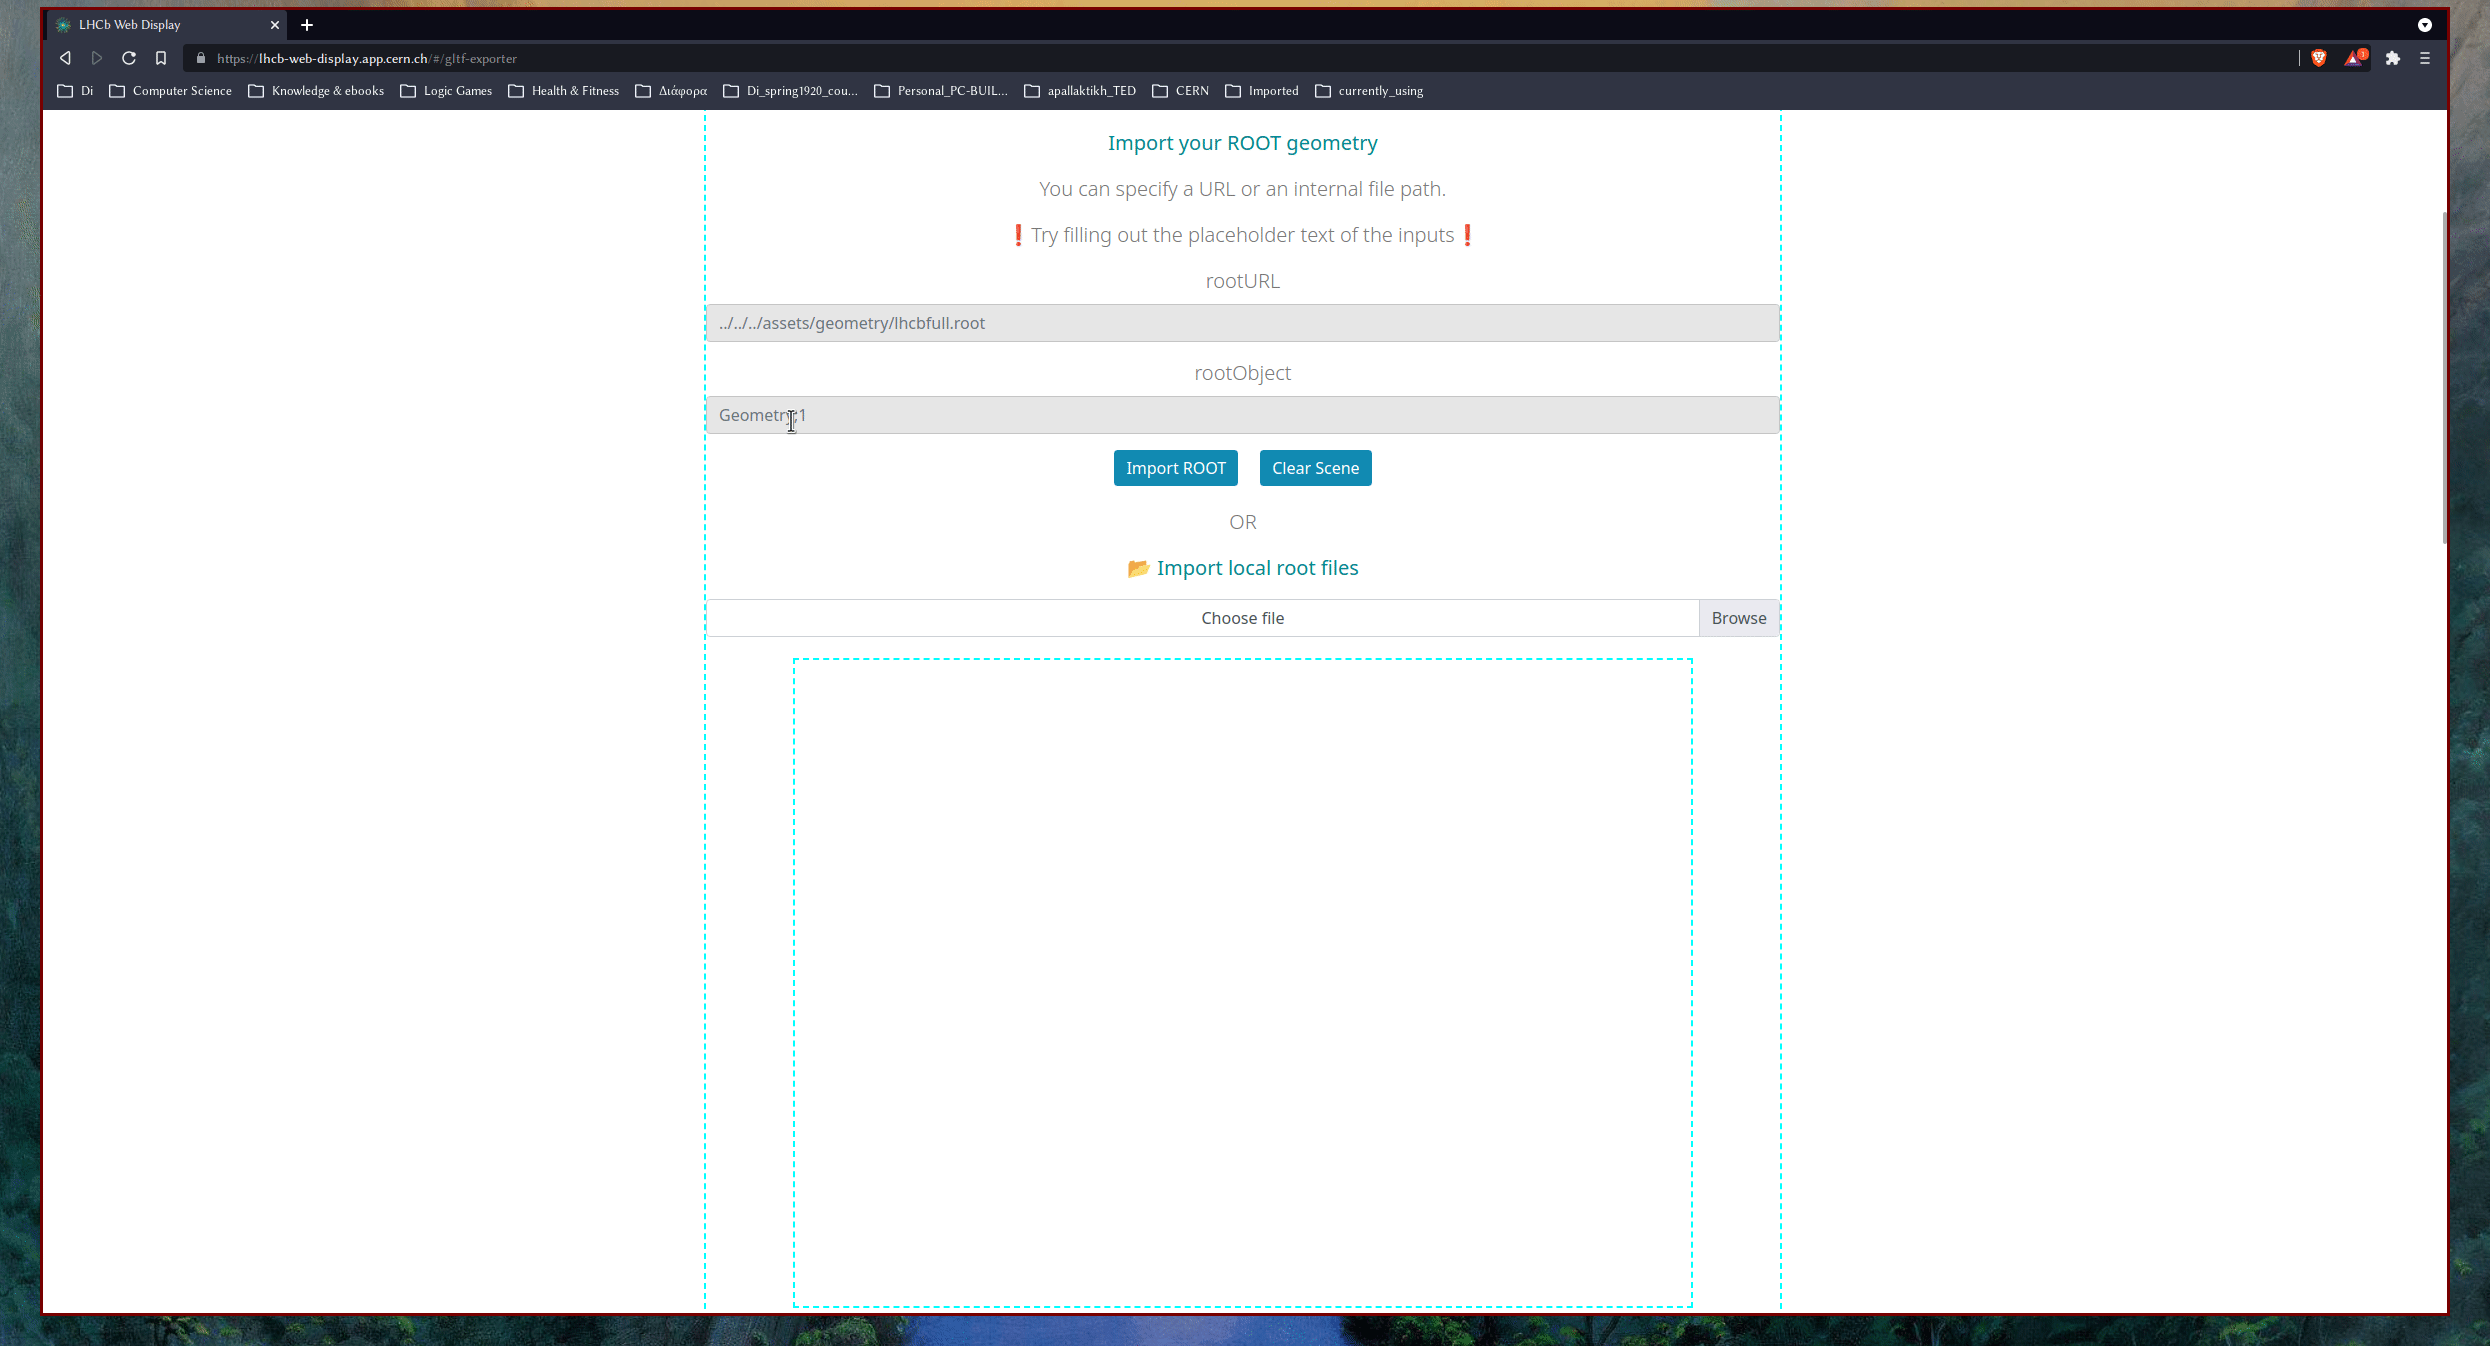 LHCb Web Display
https://lhcb-web-display.app.cern.ch/#/gltf-exporter
Di Computer Science Knowledge & ebooks Logic Games Health & Fitness Διάφορα Di_spring1920_cou... Personal_PC-BUIL... apallaktikh_TED CERN Imported currently_using
Import your ROOT geometry
You can specify a URL or an internal file path.
❗Try filling out the placeholder text of the inputs❗
rootURL
../../../assets/geometry/lhcbfull.root
rootObject
Geometry;1
Import ROOT Clear Scene
OR
📂 Import local root files
Choose file Browse